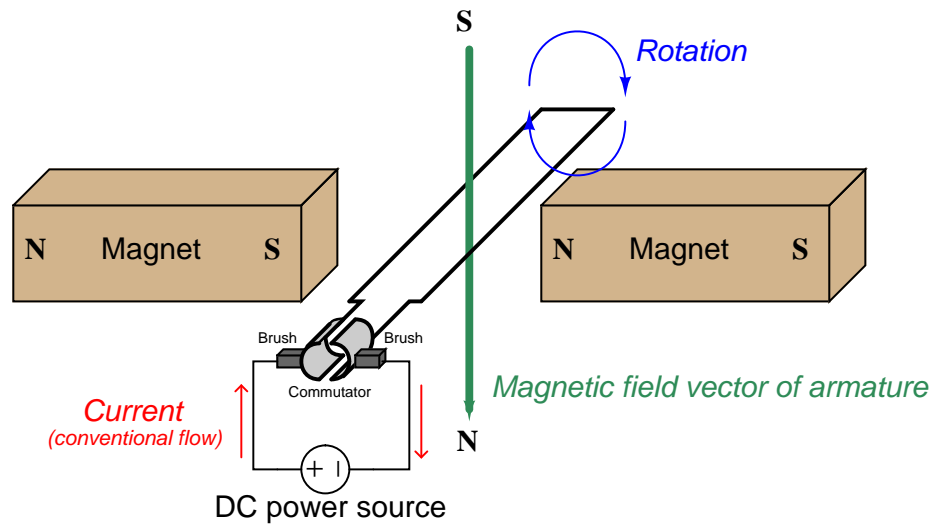 S
Rotation
N Magnet S
N Magnet S
Brush
Brush
Commutator
Magnetic field vector of armature
Current
(conventional flow)
N
+ -
DC power source